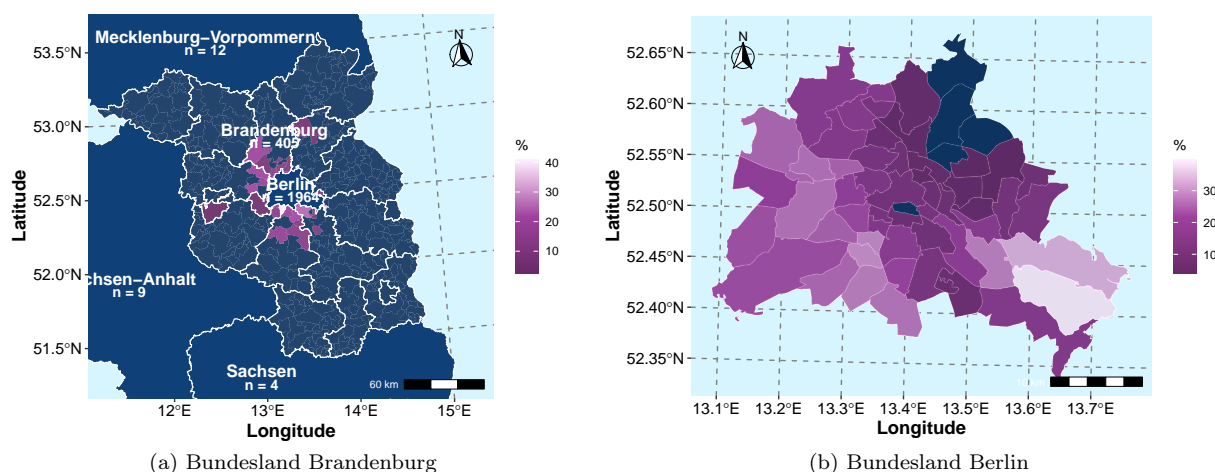 Mecklenburg−Vorpommern
n = 12
N
53.5°N
53.0°N
52.5°N
52.0°N
51.5°N
Latitude
Brandenburg
n = 405
Berlin
n = 1964
chsen−Anhalt
n = 9
Sachsen
n = 4
60 km
12°E
13°E
14°E
15°E
Longitude
%
40
30
20
10
(a) Bundesland Brandenburg
N
52.65°N
52.60°N
52.55°N
52.50°N
52.45°N
52.40°N
52.35°N
Latitude
13.1°E
13.2°E
13.3°E
13.4°E
13.5°E
13.6°E
13.7°E
Longitude
%
30
20
10
(b) Bundesland Berlin